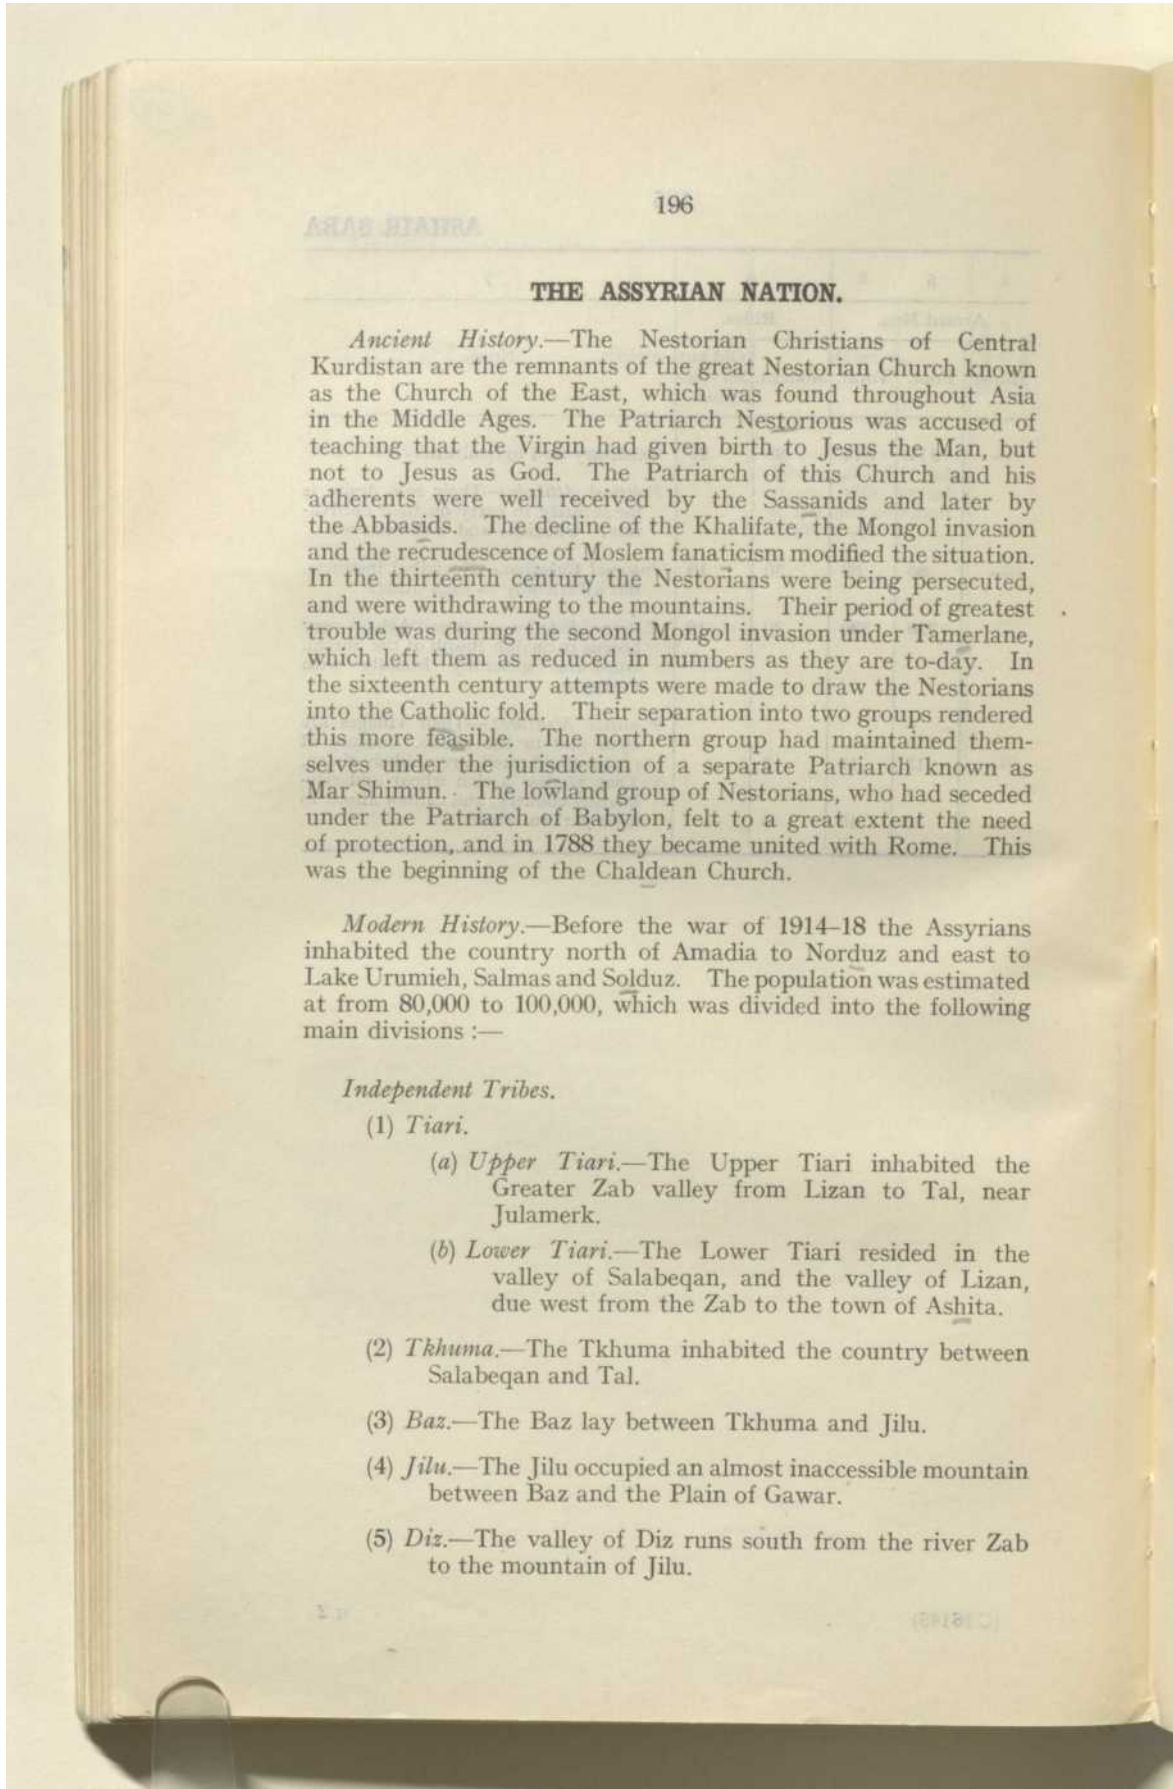 196
THE ASSYRIAN NATION.
Ancient History.—The Nestorian Christians of Central
Kurdistan are the remnants of the great Nestorian Church known
as the Church of the East, which was found throughout Asia
in the Middle Ages. The Patriarch Nestorious was accused of
teaching that the Virgin had given birth to Jesus the Man, but
not to Jesus as God. The Patriarch of this Church and his
adherents were well received by the Sassanids and later by
the Abbasids. The decline of the Khalifate, the Mongol invasion
and the recrudescence of Moslem fanaticism modified the situation.
In the thirteenth century the Nestorians were being persecuted,
and were withdrawing to the mountains. Their period of greatest
trouble was during the second Mongol invasion under Tamerlane,
which left them as reduced in numbers as they are to-day. In
the sixteenth century attempts were made to draw the Nestorians
into the Catholic fold. Their separation into two groups rendered
this more feasible. The northern group had maintained them-
selves under the jurisdiction of a separate Patriarch known as
Mar Shimun. The lowland group of Nestorians, who had seceded
under the Patriarch of Babylon, felt to a great extent the need
of protection, and in 1788 they became united with Rome. This
was the beginning of the Chaldean Church.
Modern History.—Before the war of 1914–18 the Assyrians
inhabited the country north of Amadia to Norduz and east to
Lake Urumieh, Salmas and Solduz. The population was estimated
at from 80,000 to 100,000, which was divided into the following
main divisions :—
Independent Tribes.
(1) Tiari.
(a) Upper Tiari.—The Upper Tiari inhabited the
Greater Zab valley from Lizan to Tal, near
Julamerk.
(b) Lower Tiari.—The Lower Tiari resided in the
valley of Salabeqan, and the valley of Lizan,
due west from the Zab to the town of Ashita.
(2) Tkhuma.—The Tkhuma inhabited the country between
Salabeqan and Tal.
(3) Baz.—The Baz lay between Tkhuma and Jilu.
(4) Jilu.—The Jilu occupied an almost inaccessible mountain
between Baz and the Plain of Gawar.
(5) Diz.—The valley of Diz runs south from the river Zab
to the mountain of Jilu.